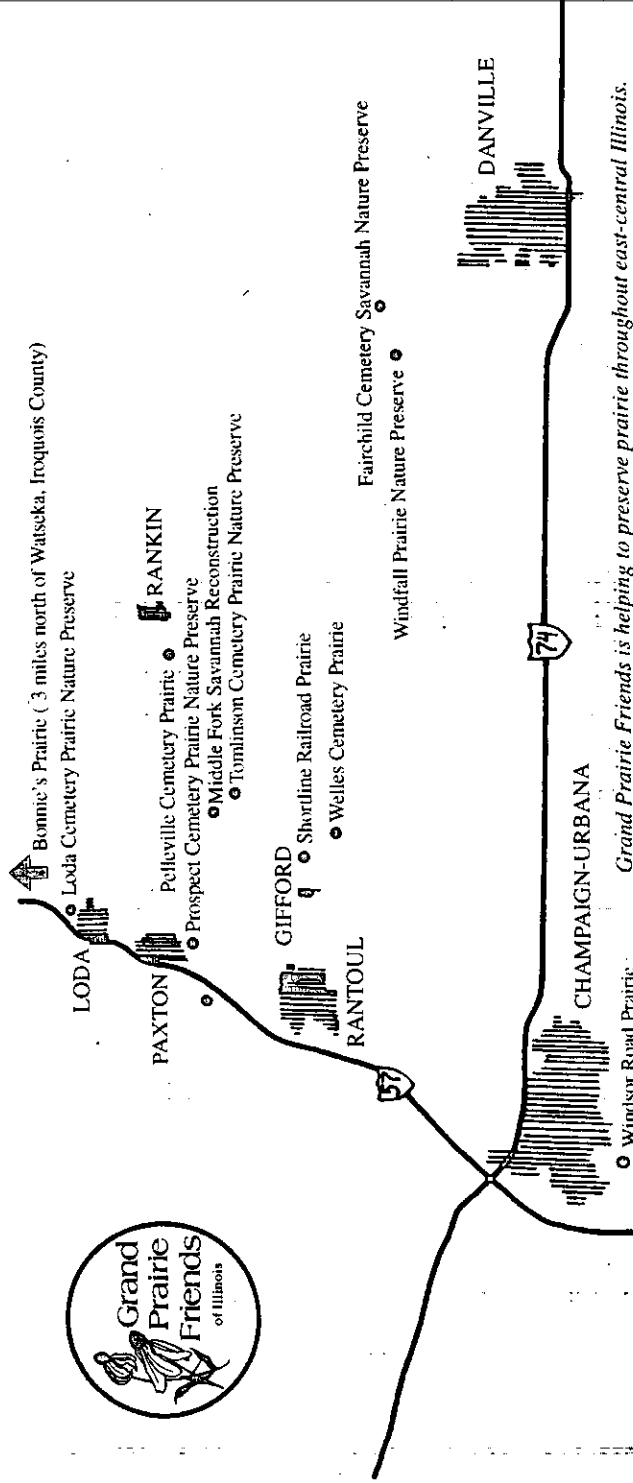 Grand
Prairie
Friends
of Illinois
Bonnie's Prairie ( 3 miles north of Watseka, Iroquois County)
Loda Cemetery Prairie Nature Preserve
LODA
PAXTON
Pelleville Cemetery Prairie
RANKIN
Prospect Cemetery Prairie Nature Preserve
Middle Fork Savannah Reconstruction
Tomlinson Cemetery Prairie Nature Preserve
GIFFORD
Shortline Railroad Prairie
Welles Cemetery Prairie
RANTOUL
57
Fairchild Cemetery Savannah Nature Preserve
Windfall Prairie Nature Preserve
DANVILLE
74
CHAMPAIGN-URBANA
Windsor Road Prairie
Grand Prairie Friends is helping to preserve prairie throughout east-central Illinois.